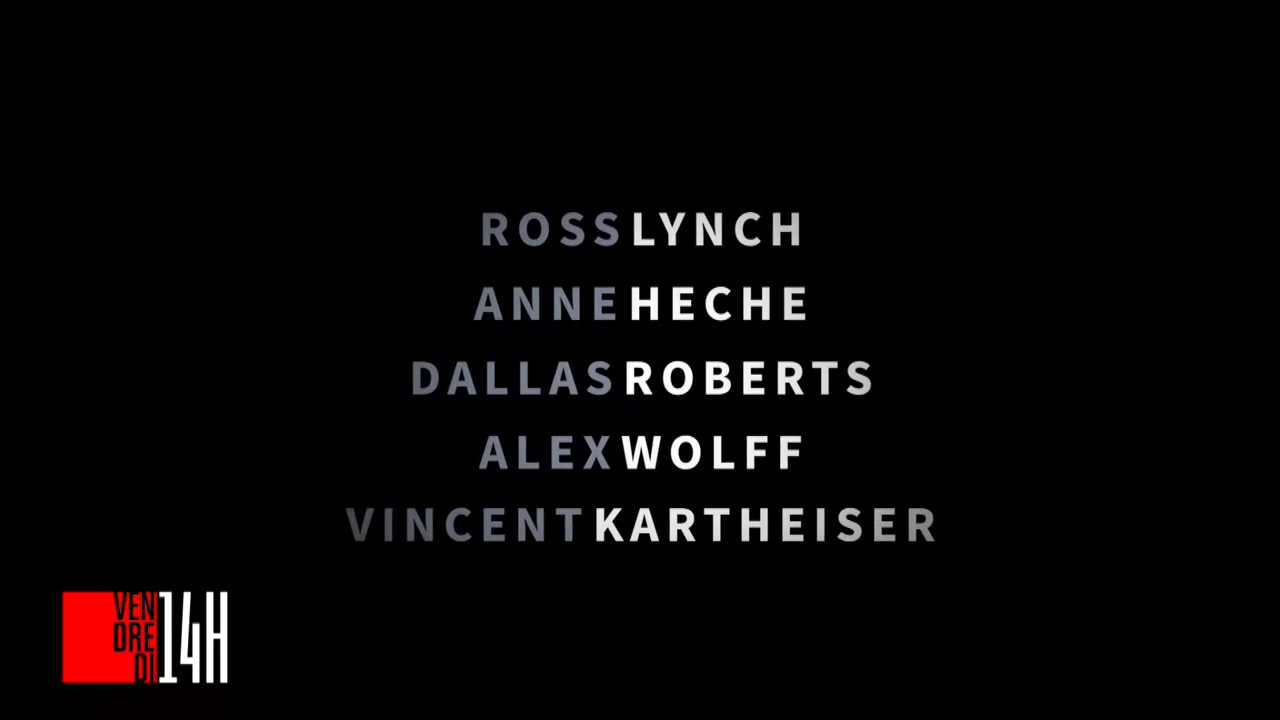 ROSS LYNCH
ANNE HECHE
DALLAS ROBERTS
ALEX WOLFF
VINCENT KARTHEISER
VEN
DRE
DI
14H